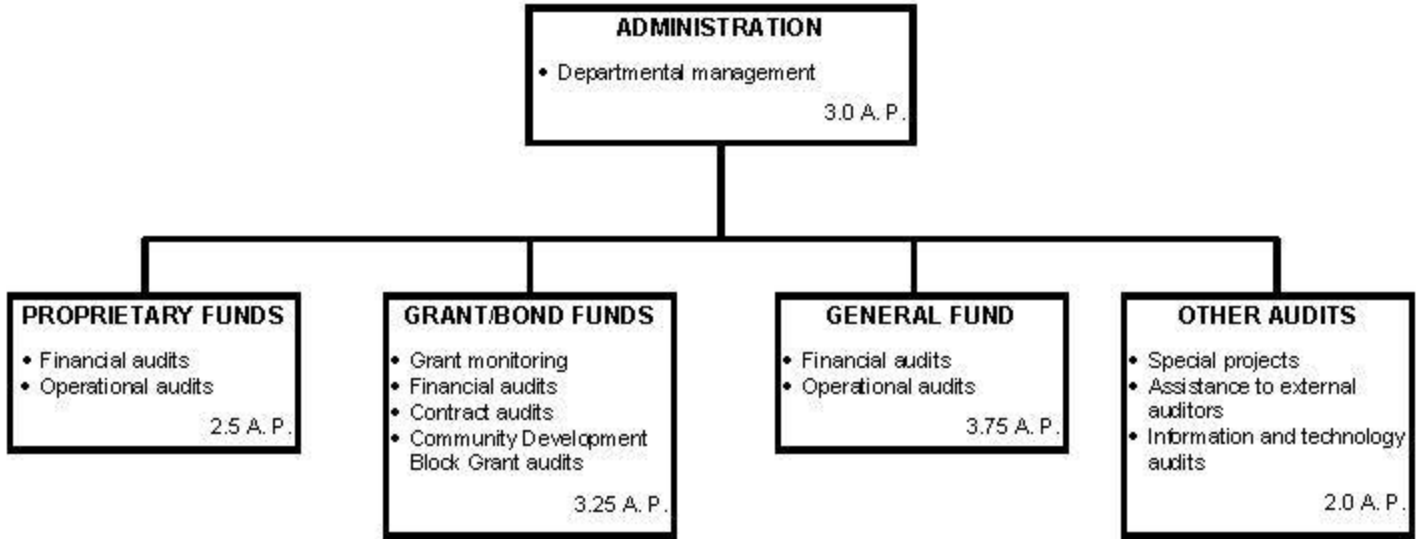 ADMINISTRATION
• Departmental management
3.0 A. P.
PROPRIETARY FUNDS
• Financial audits
• Operational audits
2.5 A. P.
GRANT/BOND FUNDS
• Grant monitoring
• Financial audits
• Contract audits
• Community Development
Block Grant audits
3.25 A. P.
GENERAL FUND
• Financial audits
• Operational audits
3.75 A. P.
OTHER AUDITS
• Special projects
• Assistance to external
auditors
• Information and technology
audits
2.0 A. P.